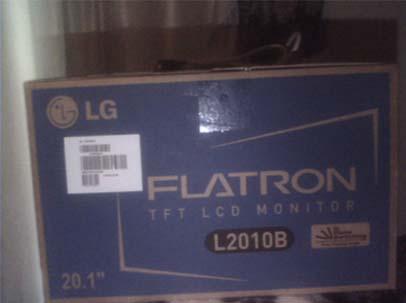 LG
FLATRON
TFT LCD MONITOR
L2010B
20.1"